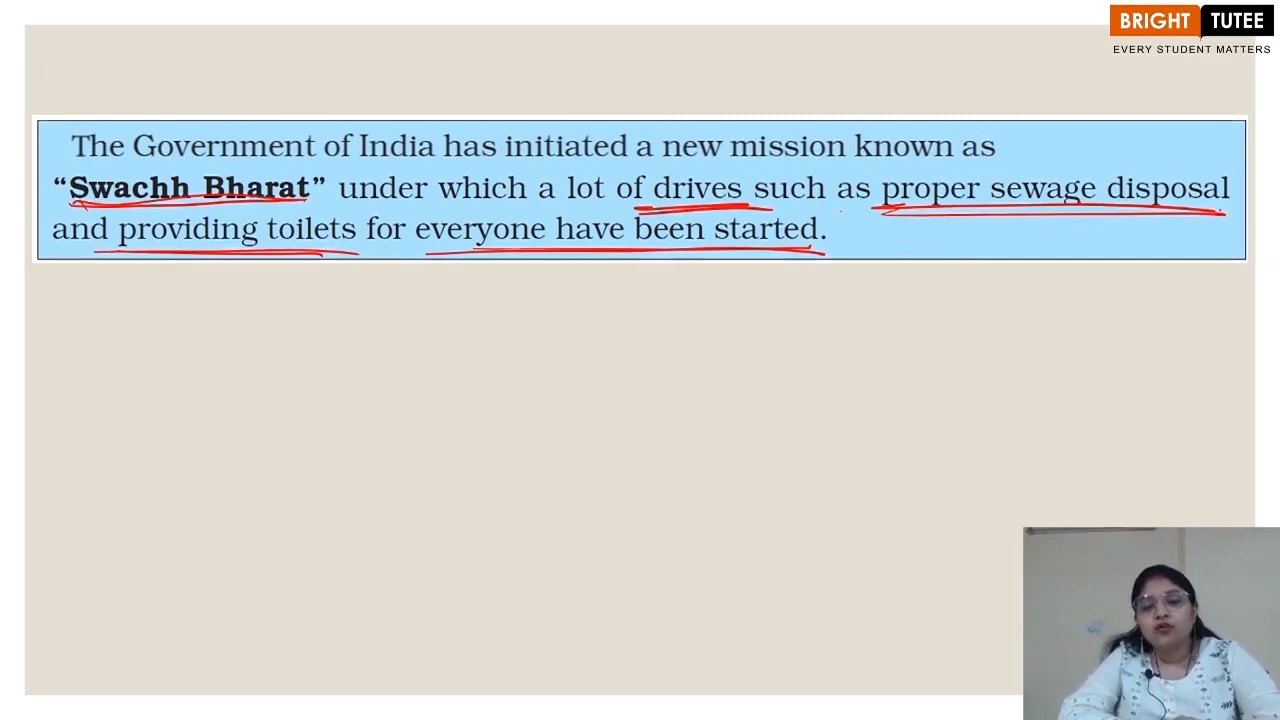 BRIGHT TUTEE
EVERY STUDENT MATTERS
The Government of India has initiated a new mission known as
“Swachh Bharat” under which a lot of drives such as proper sewage disposal
and providing toilets for everyone have been started.